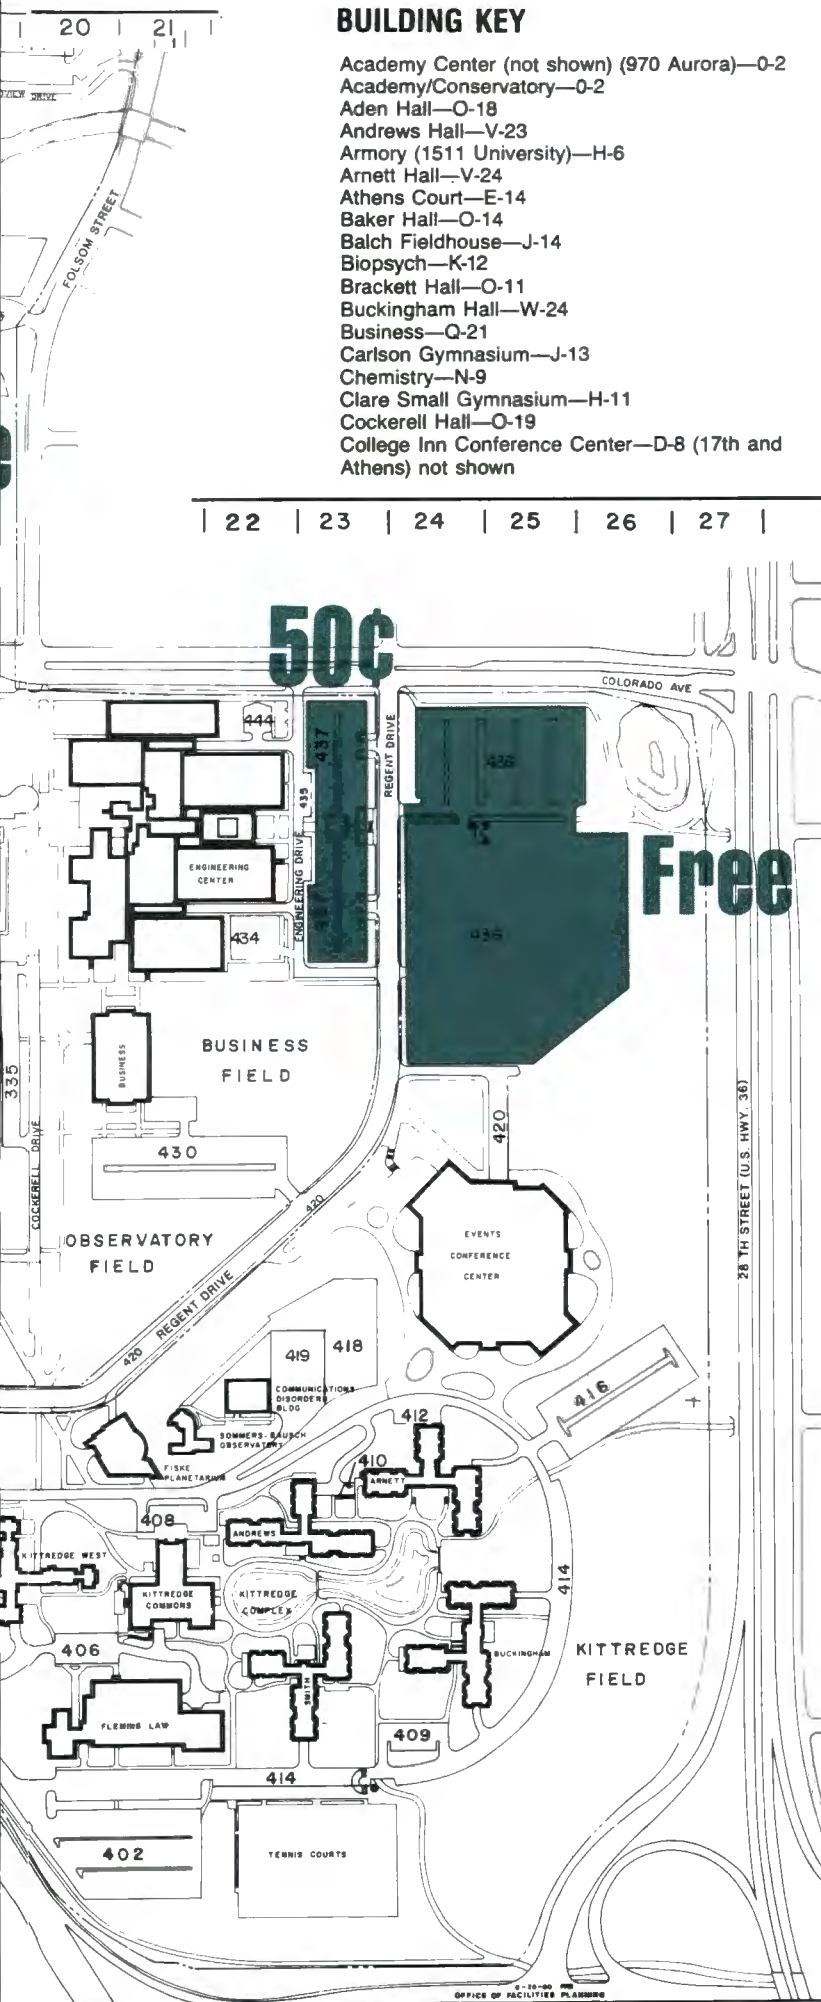 20 21
BUILDING KEY
Academy Center (not shown) (970 Aurora)—0-2
Academy/Conservatory—0-2
Aden Hall—O-18
Andrews Hall—V-23
Armory (1511 University)—H-6
Arnett Hall—V-24
Athens Court—E-14
Baker Hall—O-14
Balch Fieldhouse—J-14
Biopsych—K-12
Brackett Hall—O-11
Buckingham Hall—W-24
Business—Q-21
Carlson Gymnasium—J-13
Chemistry—N-9
Clare Small Gymnasium—H-11
Cockerell Hall—O-19
College Inn Conference Center—D-8 (17th and
Athens) not shown
FOLSOM STREET
22 23 24 25 26 27
50¢
COLORADO AVE
444
437
REGENT DRIVE
436
435
Free
ENGINEERING
CENTER
ENGINEERING DRIVE
434
436
BUSINESS
FIELD
BUSINESS
335
COCKERELL DRIVE
430
420
28 TH STREET (U.S. HWY. 36)
420
OBSERVATORY
FIELD
EVENTS
CONFERENCE
CENTER
REGENT DRIVE
420
419
418
COMMUNICATIONS
DISORDERS
BLDG
416
412
SOMMERS-BAUSCH
OBSERVATORY
FISKE
PLANETARIUM
410
ARNETT
408
ANDREWS
KITTREDGE WEST
KITTREDGE
COMMONS
KITTREDGE
COMPLEX
414
406
BUCKINGHAM
KITTREDGE
FIELD
SMITH
FLEMING LAW
409
414
402
TENNIS COURTS
OFFICE OF FACILITIES PLANNING